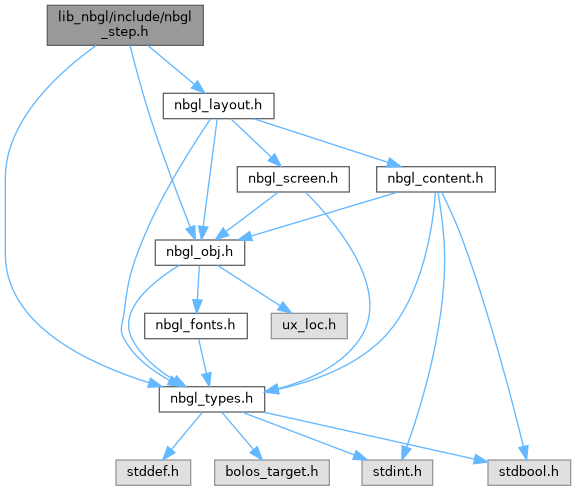 lib_nbgl/include/nbgl
_step.h
nbgl_layout.h
nbgl_screen.h
nbgl_content.h
nbgl_obj.h
nbgl_fonts.h
ux_loc.h
nbgl_types.h
stddef.h
bolos_target.h
stdint.h
stdbool.h